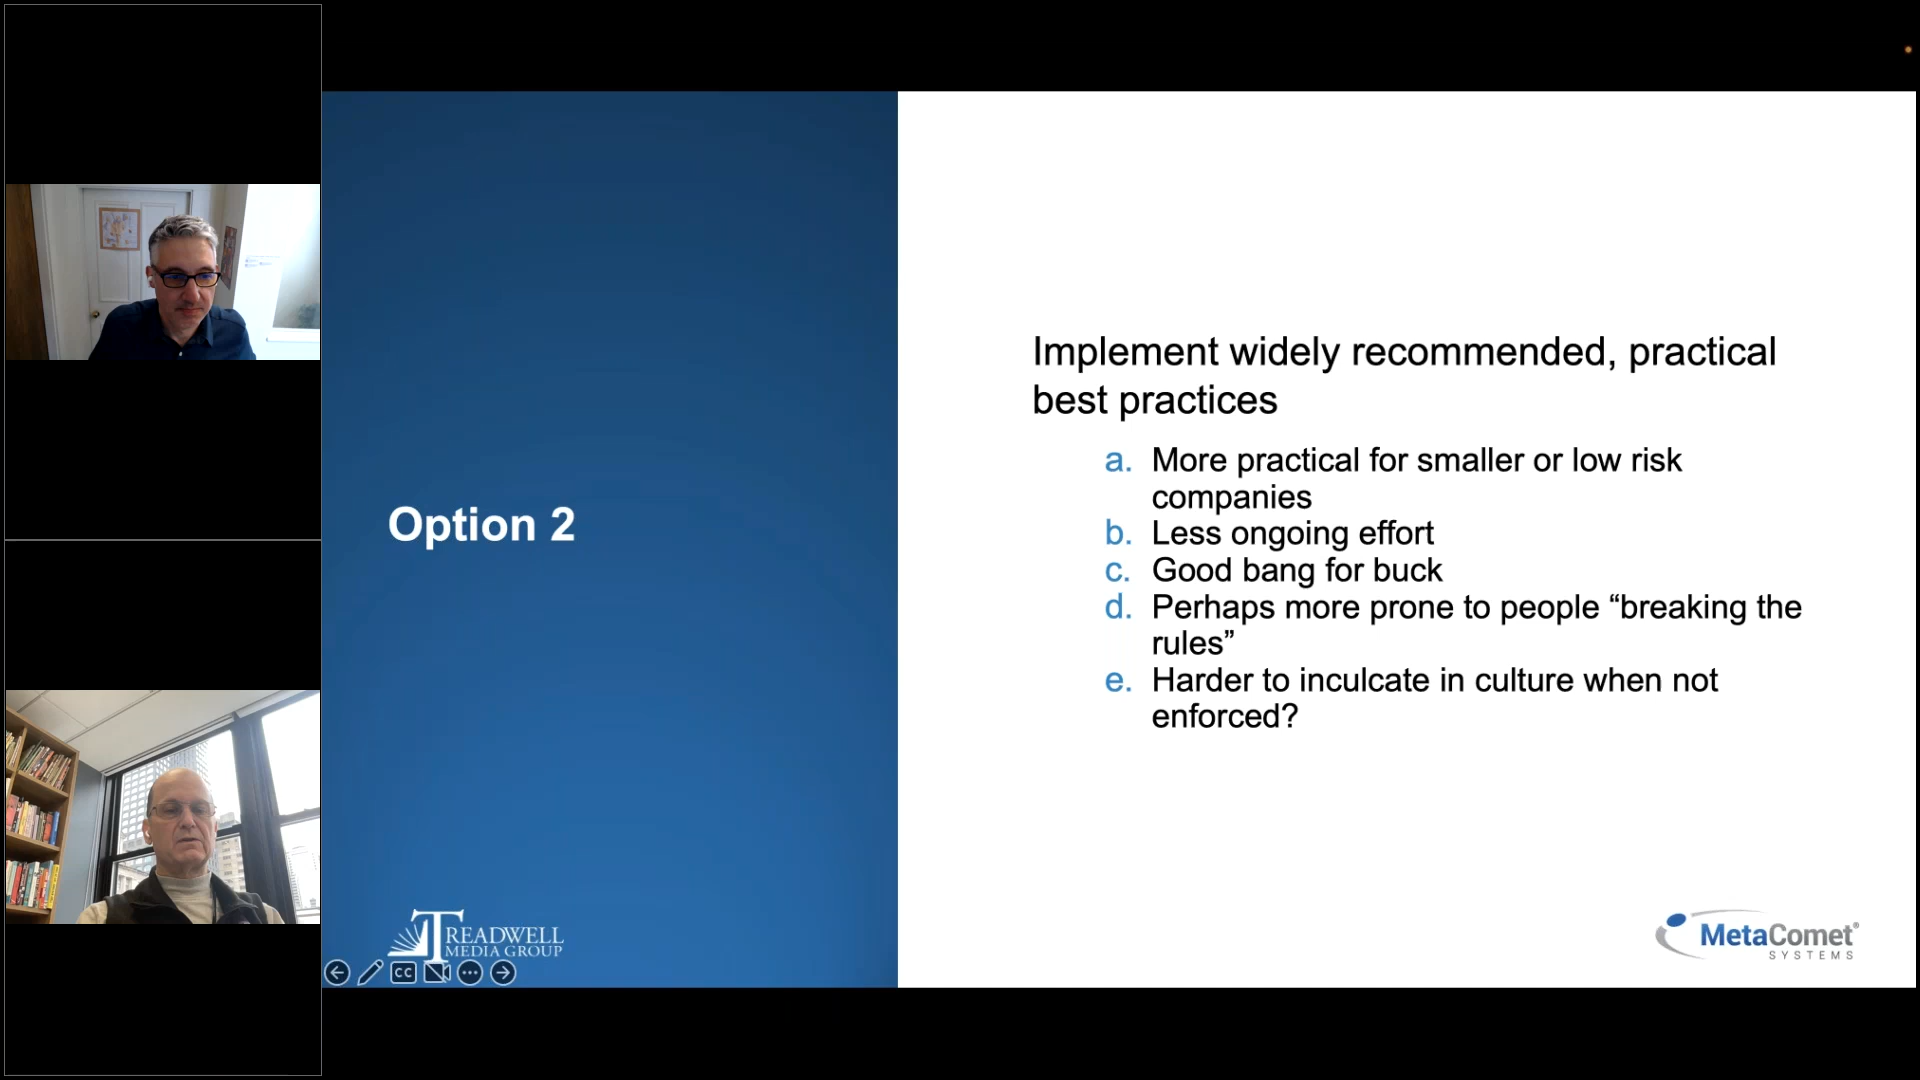 Option 2
Implement widely recommended, practical
best practices
a. More practical for smaller or low risk
companies
b. Less ongoing effort
c. Good bang for buck
d. Perhaps more prone to people “breaking the
rules”
e. Harder to inculcate in culture when not
enforced?
TREADWELL
MEDIA GROUP
CC
MetaComet®
SYSTEMS